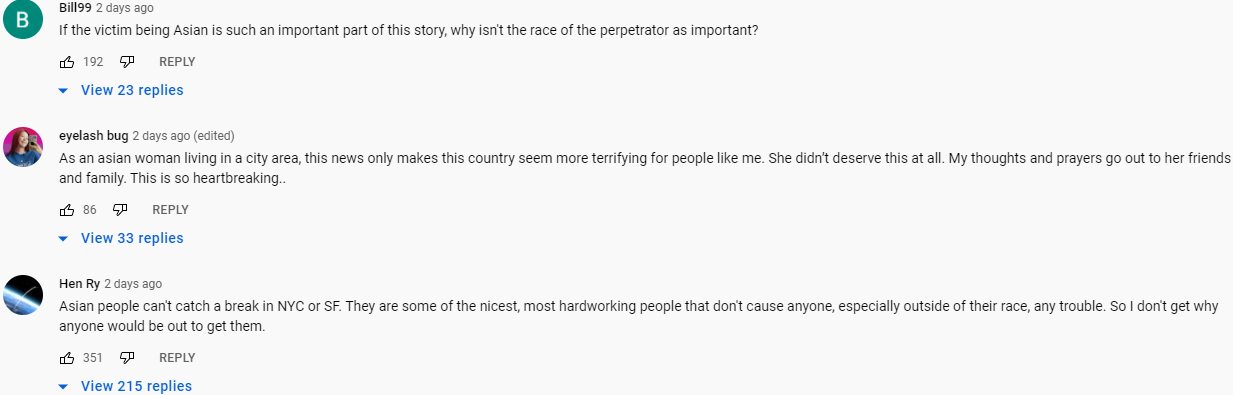 Bill99 2 days ago
If the victim being Asian is such an important part of this story, why isn't the race of the perpetrator as important?
192 REPLY
View 23 replies
eyelash bug 2 days ago (edited)
As an asian woman living in a city area, this news only makes this country seem more terrifying for people like me. She didn’t deserve this at all. My thoughts and prayers go out to her friends
and family. This is so heartbreaking..
86 REPLY
View 33 replies
Hen Ry 2 days ago
Asian people can't catch a break in NYC or SF. They are some of the nicest, most hardworking people that don't cause anyone, especially outside of their race, any trouble. So I don't get why
anyone would be out to get them.
351 REPLY
View 215 replies
B